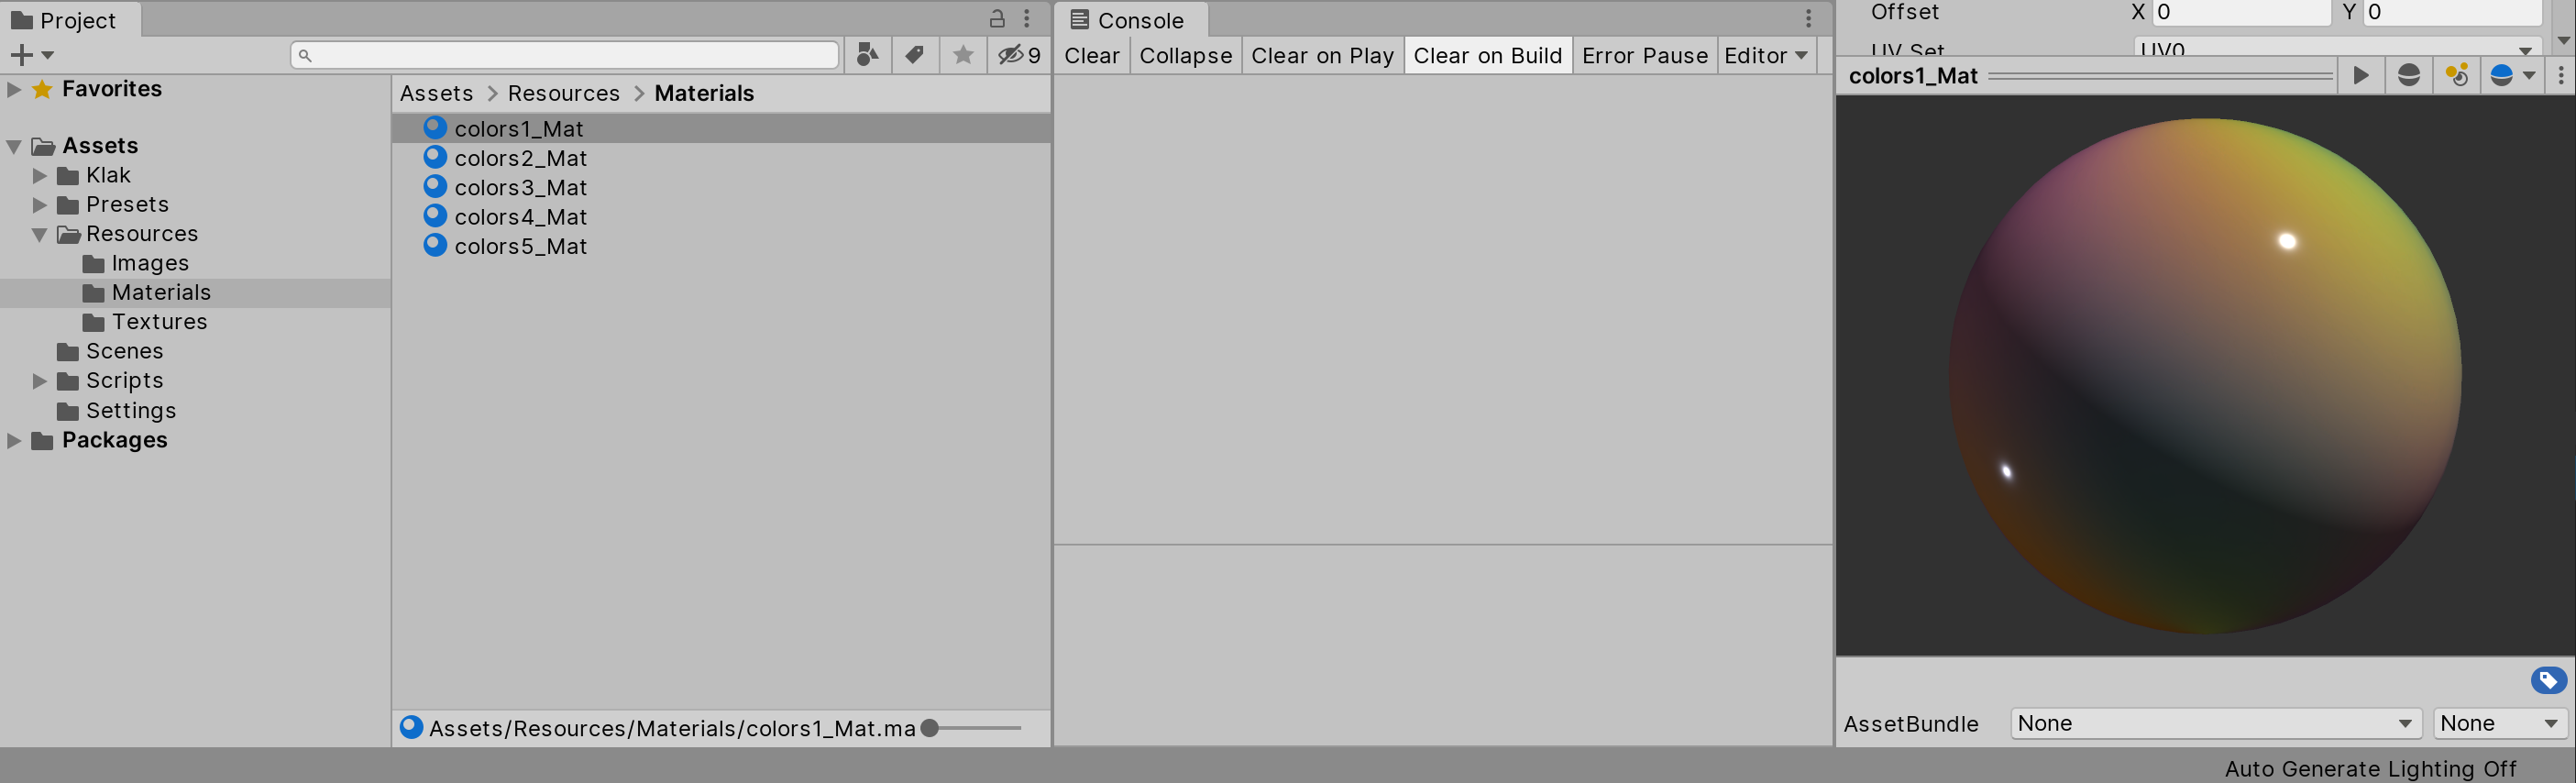 Project
9
Favorites
Assets
Klak
Presets
Resources
Images
Materials
Textures
Scenes
Scripts
Settings
Packages
Assets > Resources > Materials
colors1_Mat
colors2_Mat
colors3_Mat
colors4_Mat
colors5_Mat
Assets/Resources/Materials/colors1_Mat.ma
Console
Clear Collapse Clear on Play Clear on Build Error Pause Editor
Offset X 0 Y 0
UV Set UV0
colors1_Mat
AssetBundle None None
Auto Generate Lighting Off